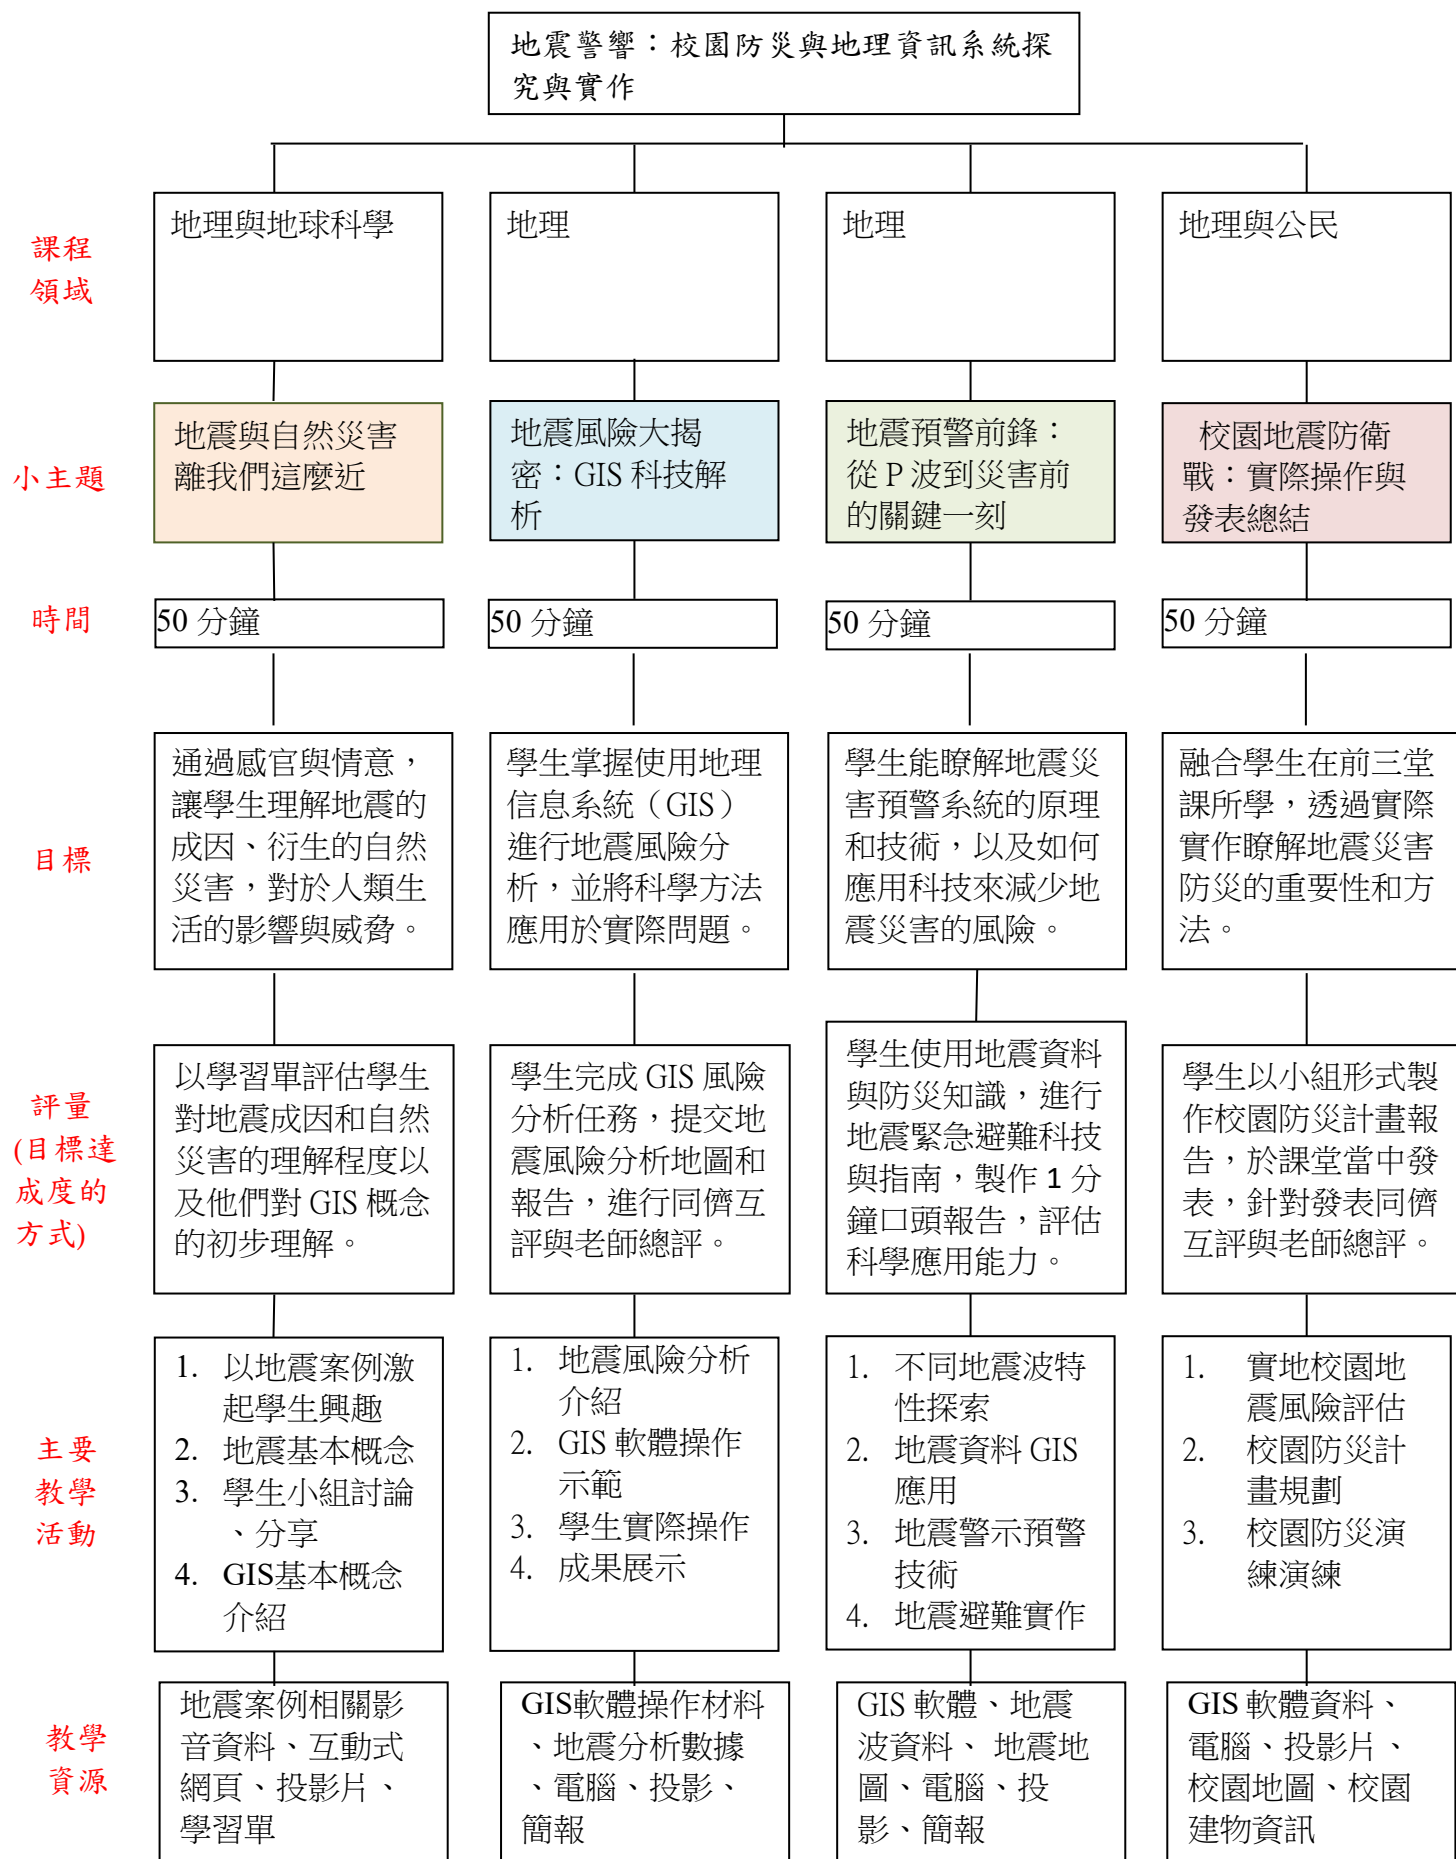 地震警響：校園防災與地理資訊系統探
究與實作
課程
領域
地理與地球科學
地理
地理
地理與公民
小主題
地震與自然災害
離我們這麼近
地震風險大揭
密：GIS 科技解
析
地震預警前鋒：
從 P 波到災害前
的關鍵一刻
校園地震防衛
戰：實際操作與
發表總結
時間
50 分鐘
50 分鐘
50 分鐘
50 分鐘
目標
通過感官與情意，
讓學生理解地震的
成因、衍生的自然
災害，對於人類生
活的影響與威脅。
學生掌握使用地理
信息系統（GIS）
進行地震風險分
析，並將科學方法
應用於實際問題。
學生能瞭解地震災
害預警系統的原理
和技術，以及如何
應用科技來減少地
震災害的風險。
融合學生在前三堂
課所學，透過實際
實作瞭解地震災害
防災的重要性和方
法。
評量
(目標達
成度的
方式)
以學習單評估學生
對地震成因和自然
災害的理解程度以
及他們對 GIS 概念
的初步理解。
學生完成 GIS 風險
分析任務，提交地
震風險分析地圖和
報告，進行同儕互
評與老師總評。
學生使用地震資料
與防災知識，進行
地震緊急避難科技
與指南，製作 1 分
鐘口頭報告，評估
科學應用能力。
學生以小組形式製
作校園防災計畫報
告，於課堂當中發
表，針對發表同儕
互評與老師總評。
主要
教學
活動
1. 以地震案例激
起學生興趣
2. 地震基本概念
3. 學生小組討論
、分享
4. GIS基本概念
介紹
1. 地震風險分析
介紹
2. GIS 軟體操作
示範
3. 學生實際操作
4. 成果展示
1. 不同地震波特
性探索
2. 地震資料 GIS
應用
3. 地震警示預警
技術
4. 地震避難實作
1. 實地校園地
震風險評估
2. 校園防災計
畫規劃
3. 校園防災演
練演練
教學
資源
地震案例相關影
音資料、互動式
網頁、投影片、
學習單
GIS軟體操作材料
、地震分析數據
、電腦、投影、
簡報
GIS 軟體、地震
波資料、 地震地
圖、電腦、投
影、簡報
GIS 軟體資料、
電腦、投影片、
校園地圖、校園
建物資訊